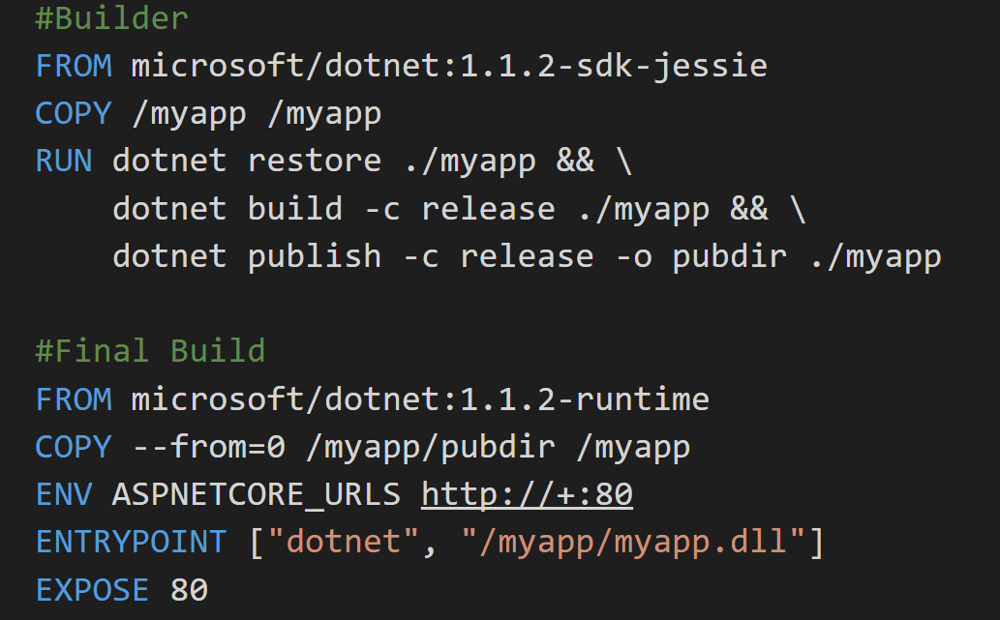 #Builder
FROM microsoft/dotnet:1.1.2-sdk-jessie
COPY /myapp /myapp
RUN dotnet restore ./myapp && \
    dotnet build -c release ./myapp && \
    dotnet publish -c release -o pubdir ./myapp

#Final Build
FROM microsoft/dotnet:1.1.2-runtime
COPY --from=0 /myapp/pubdir /myapp
ENV ASPNETCORE_URLS http://+:80
ENTRYPOINT ["dotnet", "/myapp/myapp.dll"]
EXPOSE 80